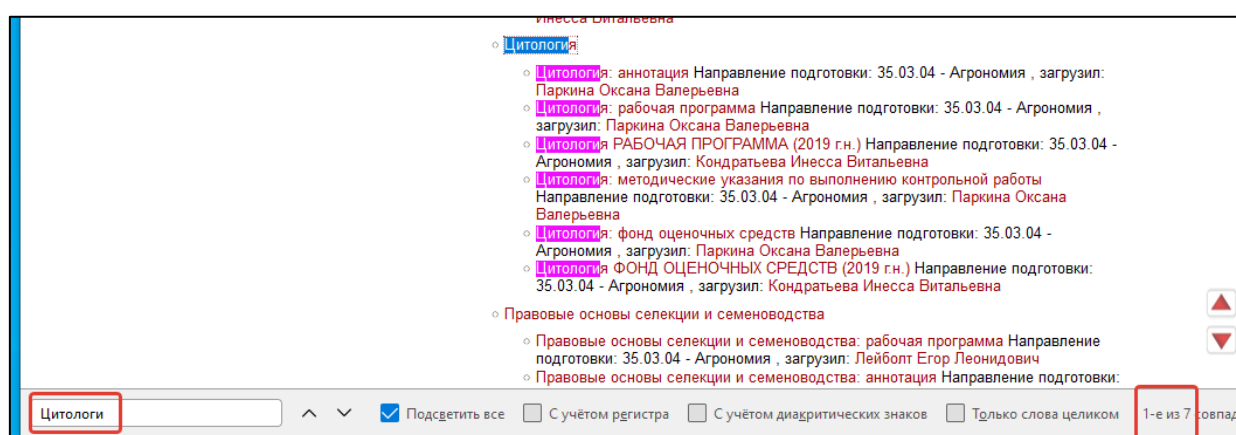 Инесса Витальевна
Цитология
Цитология: аннотация Направление подготовки: 35.03.04 - Агрономия , загрузил:
Паркина Оксана Валерьевна
Цитология: рабочая программа Направление подготовки: 35.03.04 - Агрономия ,
загрузил: Паркина Оксана Валерьевна
Цитология РАБОЧАЯ ПРОГРАММА (2019 г.н.) Направление подготовки: 35.03.04 -
Агрономия , загрузил: Кондратьева Инесса Витальевна
Цитология: методические указания по выполнению контрольной работы
Направление подготовки: 35.03.04 - Агрономия , загрузил: Паркина Оксана
Валерьевна
Цитология: фонд оценочных средств Направление подготовки: 35.03.04 -
Агрономия , загрузил: Паркина Оксана Валерьевна
Цитология ФОНД ОЦЕНОЧНЫХ СРЕДСТВ (2019 г.н.) Направление подготовки:
35.03.04 - Агрономия , загрузил: Кондратьева Инесса Витальевна
Правовые основы селекции и семеноводства
Правовые основы селекции и семеноводства: рабочая программа Направление
подготовки: 35.03.04 - Агрономия , загрузил: Лейболт Егор Леонидович
Правовые основы селекции и семеноводства: аннотация Направление подготовки:
Цитологи Подсветить все С учётом регистра С учётом диакритических знаков Только слова целиком 1-е из 7 совпад